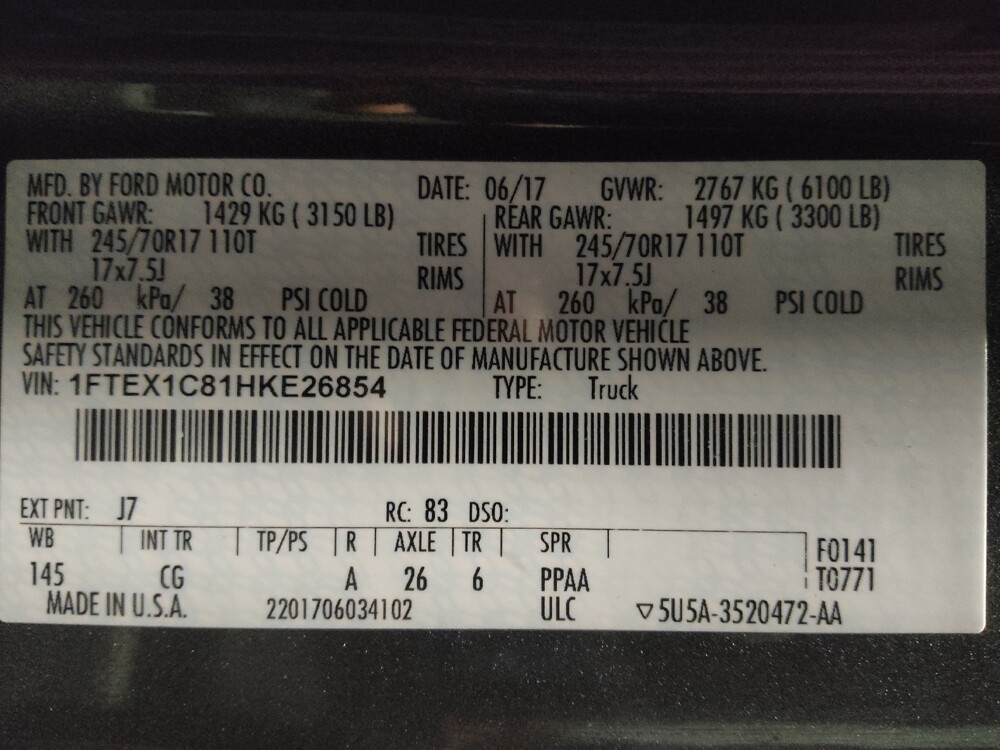 MFD. BY FORD MOTOR CO. DATE: 06/17 GVWR: 2767 KG ( 6100 LB)
FRONT GAWR: 1429 KG ( 3150 LB) REAR GAWR: 1497 KG ( 3300 LB)
WITH 245/70R17 110T TIRES WITH 245/70R17 110T TIRES
17x7.5J RIMS 17x7.5J RIMS
AT 260 kPa/ 38 PSI COLD AT 260 kPa/ 38 PSI COLD
THIS VEHICLE CONFORMS TO ALL APPLICABLE FEDERAL MOTOR VEHICLE
SAFETY STANDARDS IN EFFECT ON THE DATE OF MANUFACTURE SHOWN ABOVE.
VIN: 1FTEX1C81HKE26854 TYPE: Truck
EXT PNT: J7 RC: 83 DSO:
WB INT TR TP/PS R AXLE TR SPR F0141
145 CG A 26 6 PPAA T0771
MADE IN U.S.A. 2201706034102 ULC ▽5U5A-3520472-AA